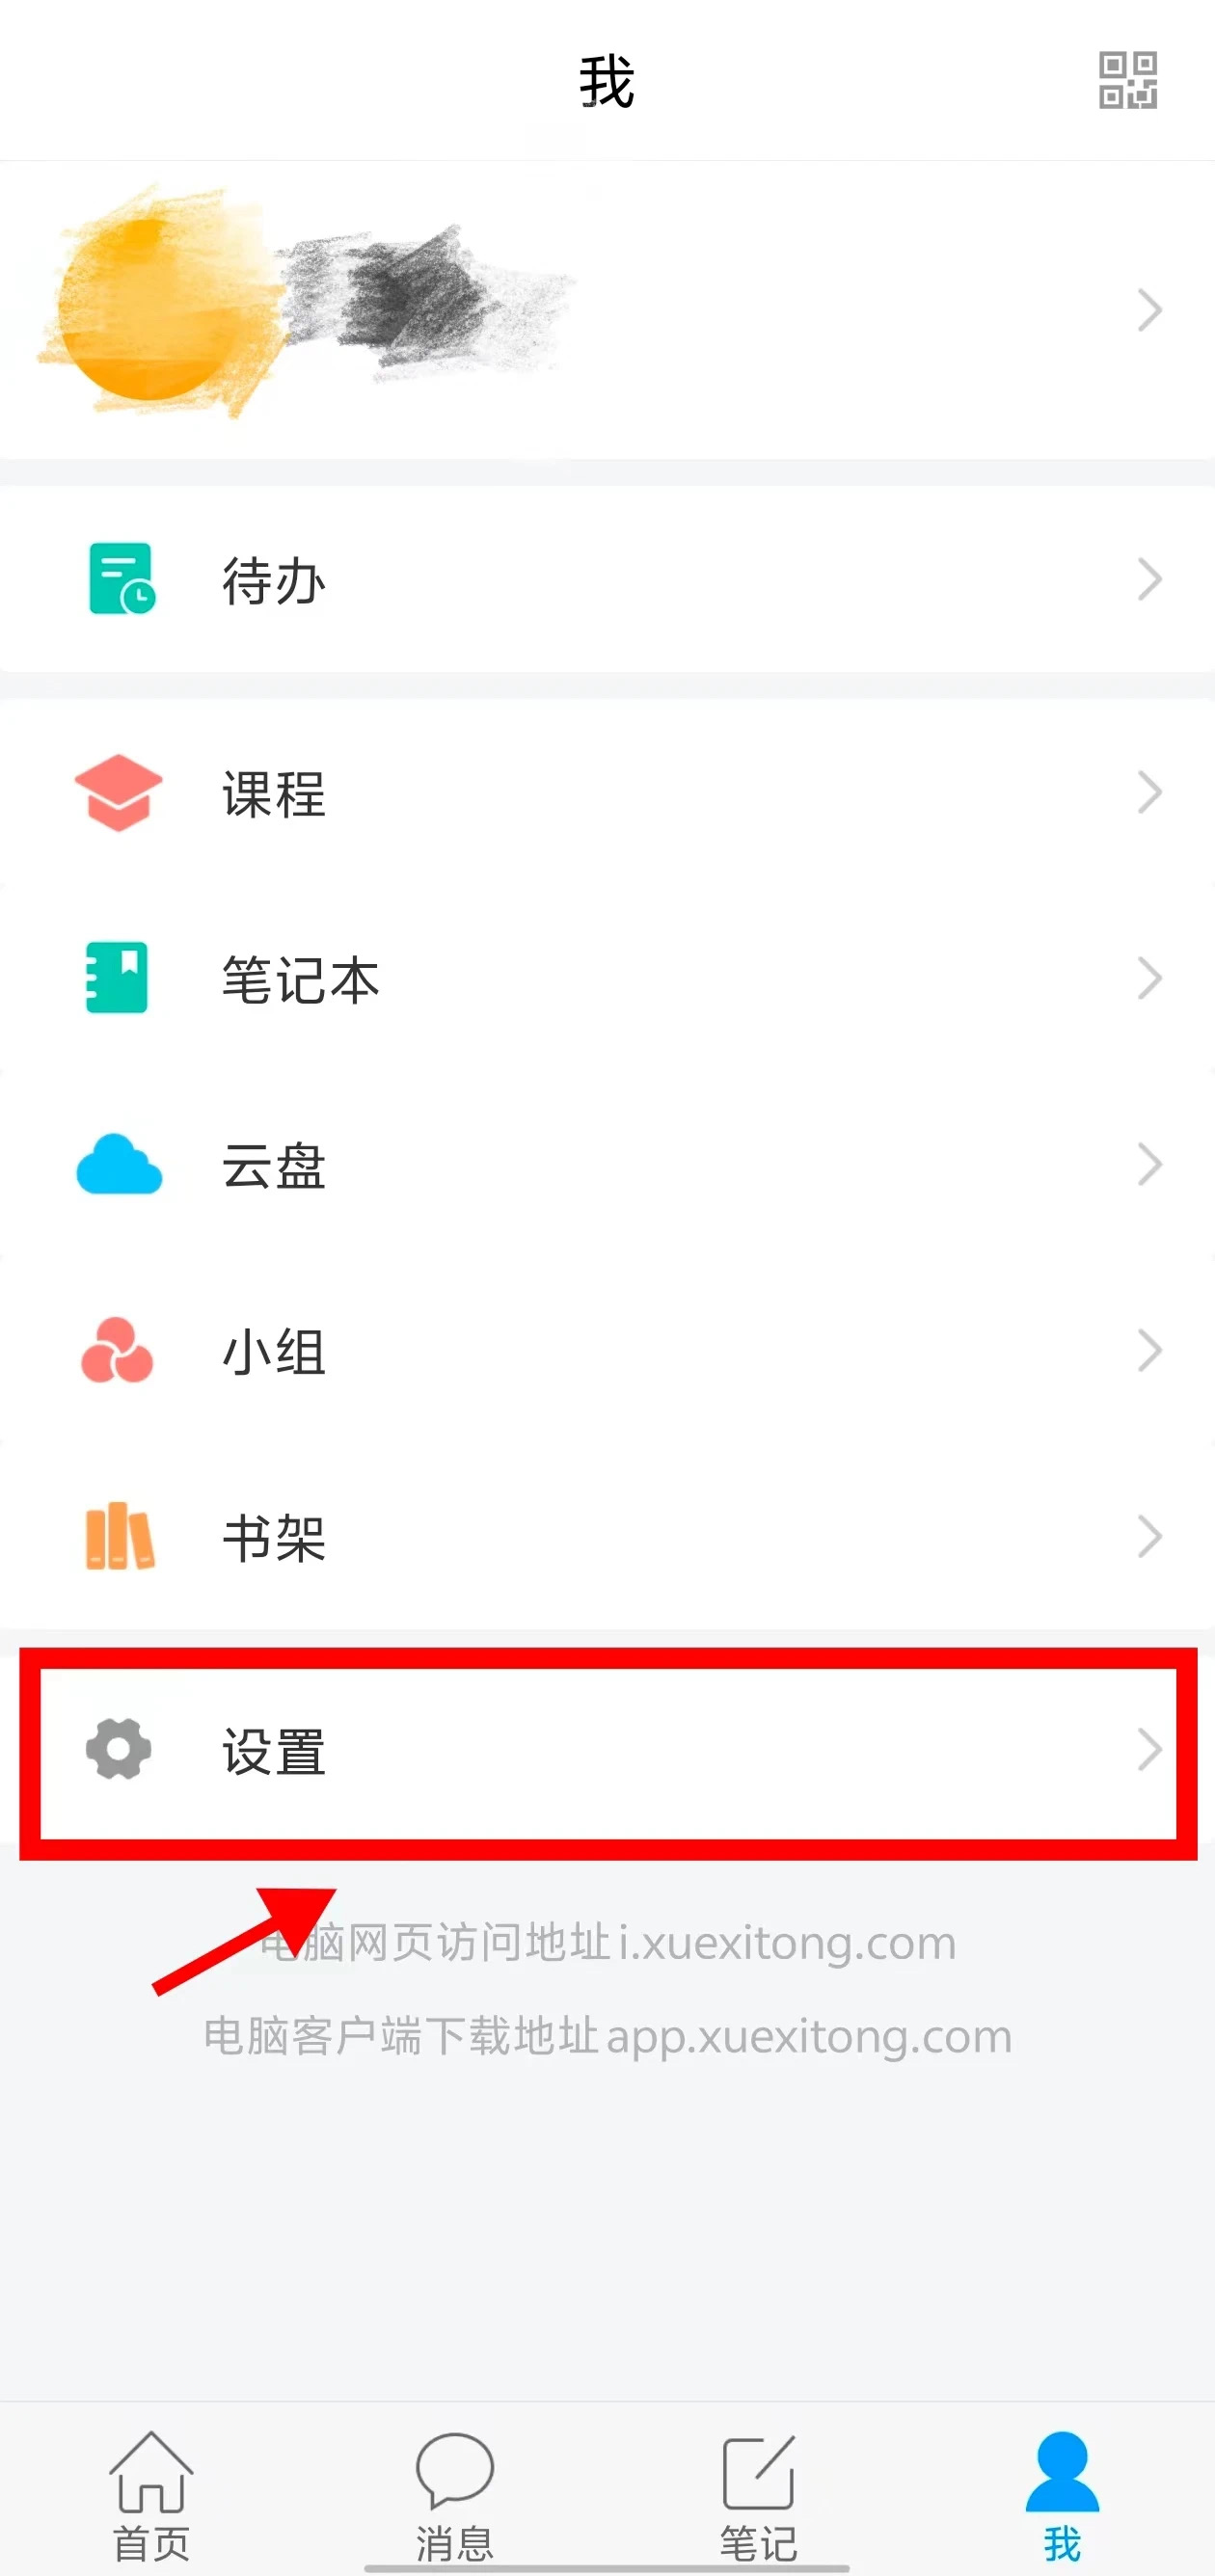 我
待办
课程
笔记本
云盘
小组
书架
设置
电脑网页访问地址i.xuexitong.com
电脑客户端下载地址app.xuexitong.com
首页
消息
笔记
我